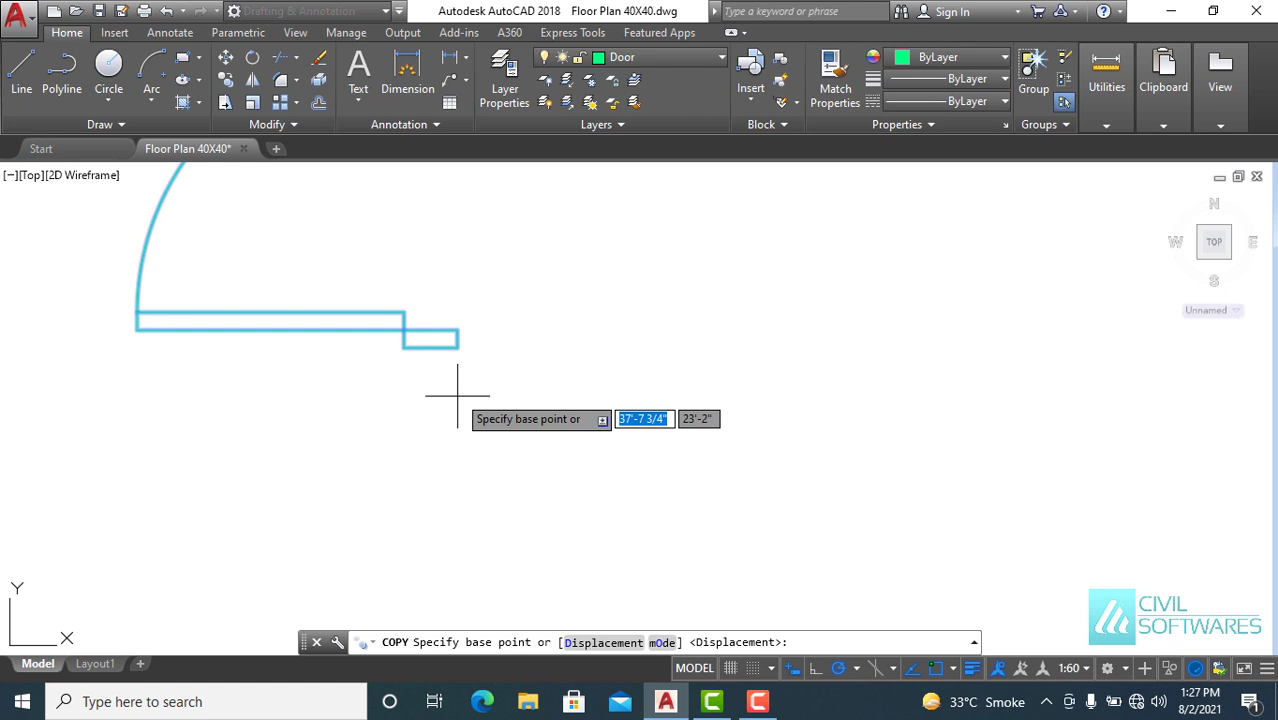 Drafting & Annotation
Autodesk AutoCAD 2018 Floor Plan 40X40.dwg
Type a keyword or phrase
Sign In
Home Insert Annotate Parametric View Manage Output Add-ins A360 Express Tools Featured Apps
Line Polyline Circle Arc
Text Dimension
Layer Properties
Door
Insert
Match Properties
ByLayer
ByLayer
ByLayer
Group
Utilities
Clipboard
View
Draw Modify Annotation Layers Block Properties Groups
Start Floor Plan 40X40*
[−][Top][2D Wireframe]
N
W TOP E
S
Unnamed
Specify base point or 37'-7 3/4" 23'-2"
Y
X
CIVIL
SOFTWARES
COPY Specify base point or [Displacement mOde] <Displacement>:
Model Layout1
MODEL 1:60
Type here to search
33°C Smoke
1:27 PM
8/2/2021
1